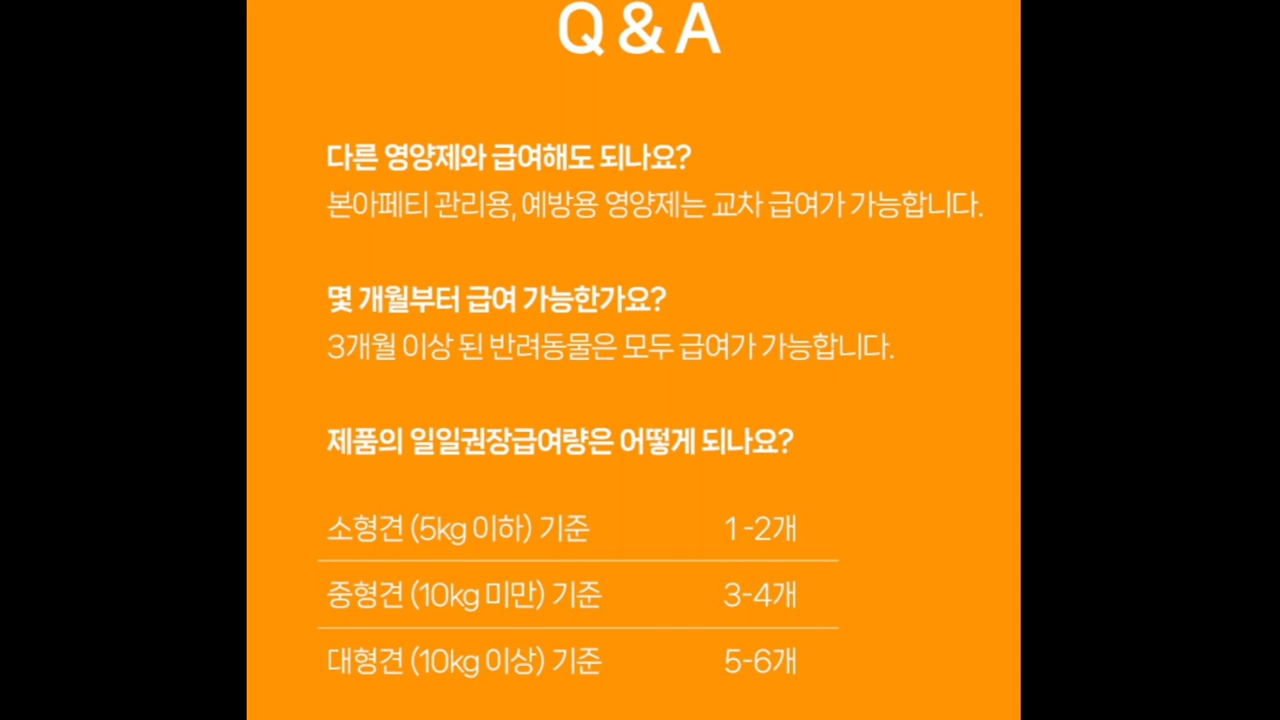 Q & A
다른 영양제와 급여해도 되나요?
본아페티 관리용, 예방용 영양제는 교차 급여가 가능합니다.
몇 개월부터 급여 가능한가요?
3개월 이상 된 반려동물은 모두 급여가 가능합니다.
제품의 일일권장급여량은 어떻게 되나요?
소형견 (5kg 이하) 기준 1-2개
중형견 (10kg 미만) 기준 3-4개
대형견 (10kg 이상) 기준 5-6개